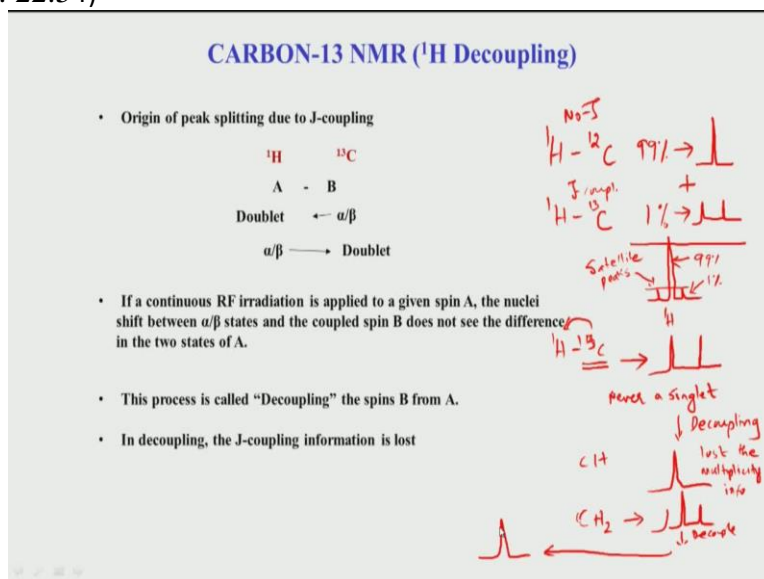 . 22.54)
CARBON-13 NMR (¹H Decoupling)
• Origin of peak splitting due to J-coupling
¹H ¹³C
A - B
Doublet ← α/β
α/β → Doublet
• If a continuous RF irradiation is applied to a given spin A, the nuclei
shift between α/β states and the coupled spin B does not see the difference
in the two states of A.
• This process is called “Decoupling” the spins B from A.
• In decoupling, the J-coupling information is lost
No-J
¹H - ¹²C 99% →
+
J coupl.
¹H - ¹³C 1% →
Satellite
peaks
99%
1%
¹H
¹H - ¹³C →
never a singlet
↓ Decoupling
lost the
multiplicity
info
CH
CH₂ →
↓ Decouple